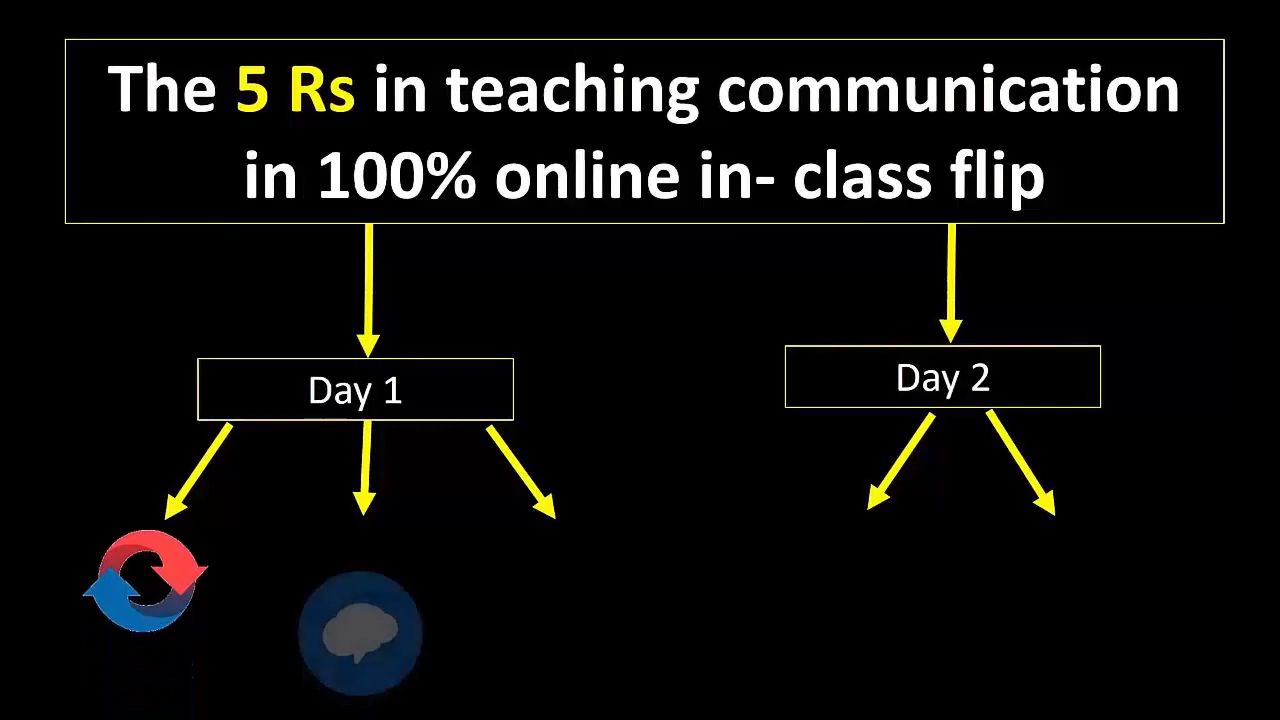 The 5 Rs in teaching communication
in 100% online in- class flip
Day 1
Day 2